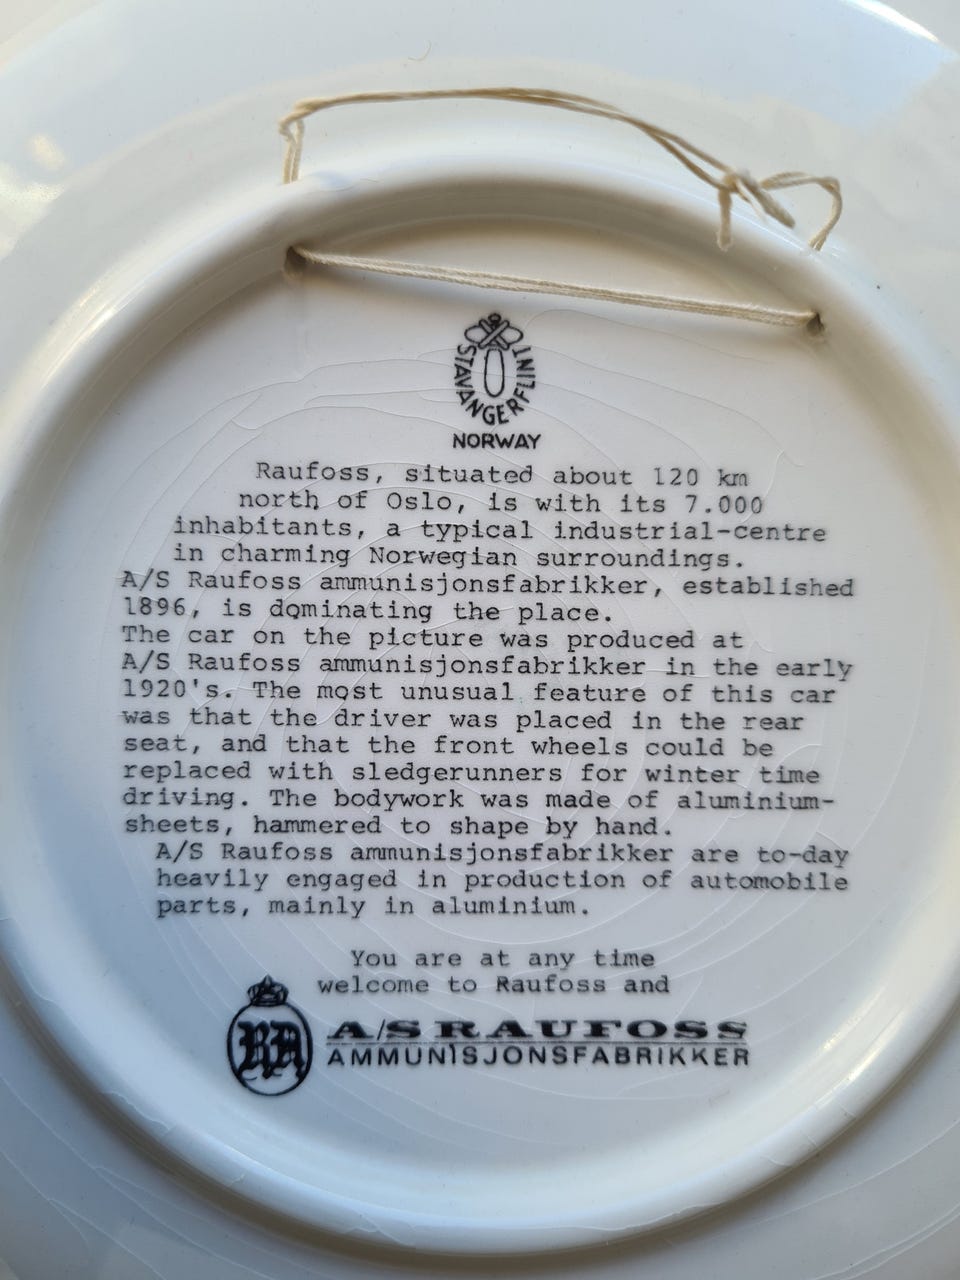 STAVANGERFLINT
NORWAY
Raufoss, situated about 120 km
north of Oslo, is with its 7.000
inhabitants, a typical industrial-centre
in charming Norwegian surroundings.
A/S Raufoss ammunisjonsfabrikker, established
1896, is dominating the place.
The car on the picture was produced at
A/S Raufoss ammunisjonsfabrikker in the early
1920's. The most unusual feature of this car
was that the driver was placed in the rear
seat, and that the front wheels could be
replaced with sledgerunners for winter time
driving. The bodywork was made of aluminium-
sheets, hammered to shape by hand.
A/S Raufoss ammunisjonsfabrikker are to-day
heavily engaged in production of automobile
parts, mainly in aluminium.
You are at any time
welcome to Raufoss and
RA
A/S RAUFOSS
AMMUNISJONSFABRIKKER